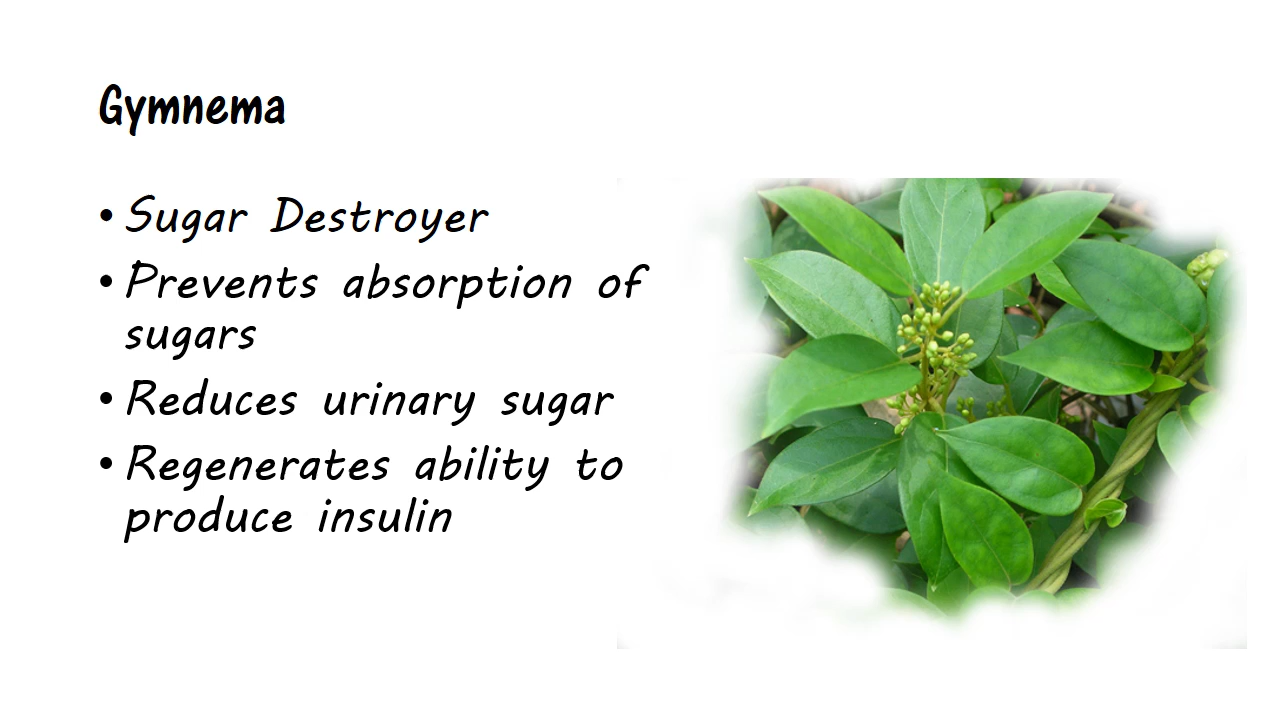 Gymnema
• Sugar Destroyer
• Prevents absorption of
sugars
• Reduces urinary sugar
• Regenerates ability to
produce insulin